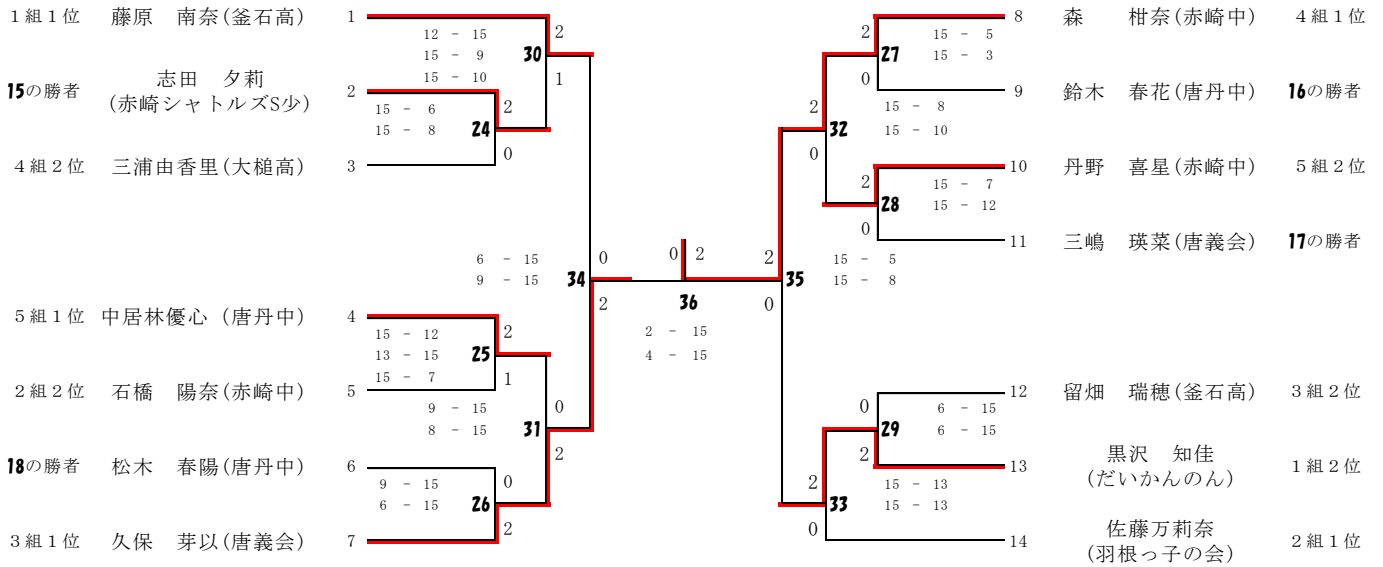 1組1位 藤原 南奈(釜石高) 1
12 - 15
15 - 9
15 - 10
30
2
1
15の勝者 志田 夕莉
(赤崎シャトルズS少) 2
15 - 6
15 - 8
24
2
0
4組2位 三浦由香里(大槌高) 3
6 - 15
9 - 15
34
0
2
5組1位 中居林優心 (唐丹中) 4
15 - 12
13 - 15
15 - 7
25
2
1
2組2位 石橋 陽奈(赤崎中) 5
9 - 15
8 - 15
31
0
2
18の勝者 松木 春陽(唐丹中) 6
9 - 15
6 - 15
26
0
2
3組1位 久保 芽以(唐義会) 7
0 2
36
2 - 15
4 - 15
8 森 柑奈(赤崎中) 4組1位
2
27
0
15 - 5
15 - 3
9 鈴木 春花(唐丹中) 16の勝者
2
32
0
15 - 8
15 - 10
10 丹野 喜星(赤崎中) 5組2位
2
28
0
15 - 7
15 - 12
11 三嶋 瑛菜(唐義会) 17の勝者
2
35
0
15 - 5
15 - 8
12 留畑 瑞穂(釜石高) 3組2位
0
29
2
6 - 15
6 - 15
13 黒沢 知佳
(だいかんのん) 1組2位
2
33
0
15 - 13
15 - 13
14 佐藤万莉奈
(羽根っ子の会) 2組1位